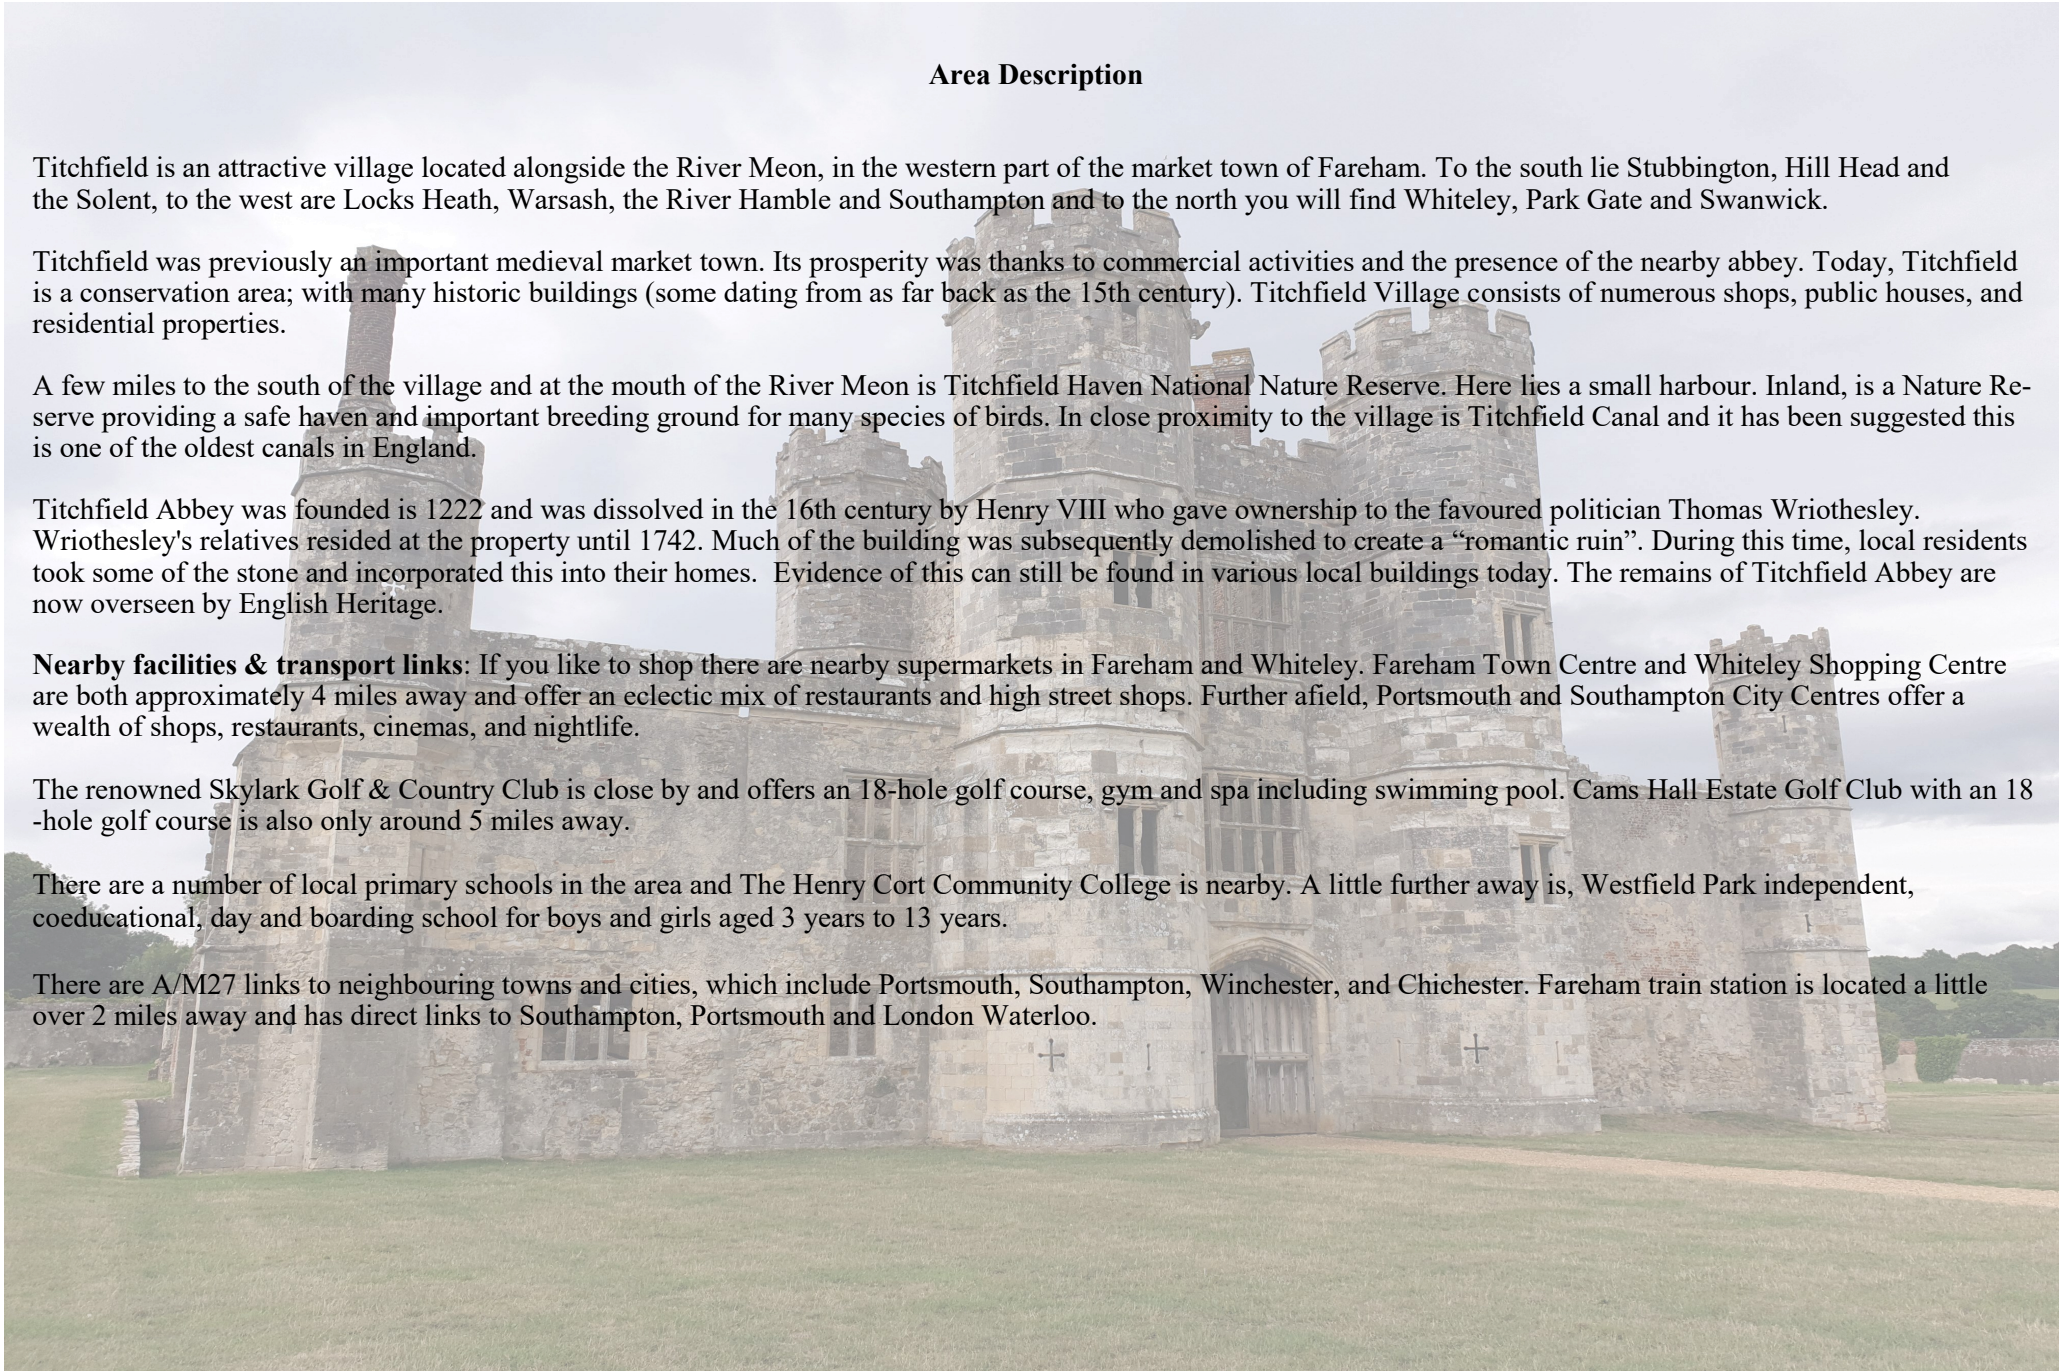 Area Description
Titchfield is an attractive village located alongside the River Meon, in the western part of the market town of Fareham. To the south lie Stubbington, Hill Head and
the Solent, to the west are Locks Heath, Warsash, the River Hamble and Southampton and to the north you will find Whiteley, Park Gate and Swanwick.
Titchfield was previously an important medieval market town. Its prosperity was thanks to commercial activities and the presence of the nearby abbey. Today, Titchfield
is a conservation area; with many historic buildings (some dating from as far back as the 15th century). Titchfield Village consists of numerous shops, public houses, and
residential properties.
A few miles to the south of the village and at the mouth of the River Meon is Titchfield Haven National Nature Reserve. Here lies a small harbour. Inland, is a Nature Re-
serve providing a safe haven and important breeding ground for many species of birds. In close proximity to the village is Titchfield Canal and it has been suggested this
is one of the oldest canals in England.
Titchfield Abbey was founded is 1222 and was dissolved in the 16th century by Henry VIII who gave ownership to the favoured politician Thomas Wriothesley.
Wriothesley's relatives resided at the property until 1742. Much of the building was subsequently demolished to create a “romantic ruin”. During this time, local residents
took some of the stone and incorporated this into their homes.  Evidence of this can still be found in various local buildings today. The remains of Titchfield Abbey are
now overseen by English Heritage.
Nearby facilities & transport links: If you like to shop there are nearby supermarkets in Fareham and Whiteley. Fareham Town Centre and Whiteley Shopping Centre
are both approximately 4 miles away and offer an eclectic mix of restaurants and high street shops. Further afield, Portsmouth and Southampton City Centres offer a
wealth of shops, restaurants, cinemas, and nightlife.
The renowned Skylark Golf & Country Club is close by and offers an 18-hole golf course, gym and spa including swimming pool. Cams Hall Estate Golf Club with an 18
-hole golf course is also only around 5 miles away.
There are a number of local primary schools in the area and The Henry Cort Community College is nearby. A little further away is, Westfield Park independent,
coeducational, day and boarding school for boys and girls aged 3 years to 13 years.
There are A/M27 links to neighbouring towns and cities, which include Portsmouth, Southampton, Winchester, and Chichester. Fareham train station is located a little
over 2 miles away and has direct links to Southampton, Portsmouth and London Waterloo.